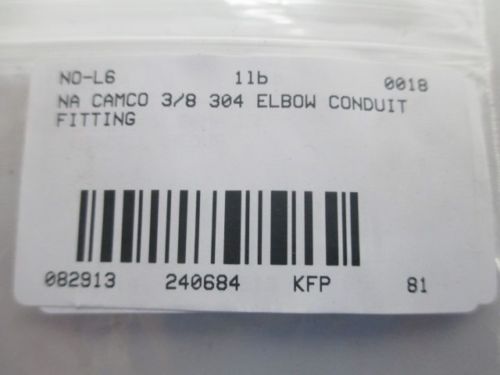 NO-L6 1lb 0018
NA CAMCO 3/8 304 ELBOW CONDUIT
FITTING
082913 240684 KFP 81